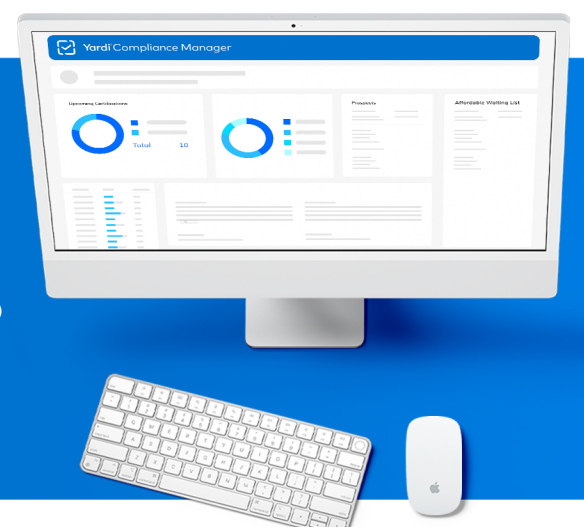 Yardi Compliance Manager
Upcoming Certifications
Total 10
Prospects
Affordable Waiting List